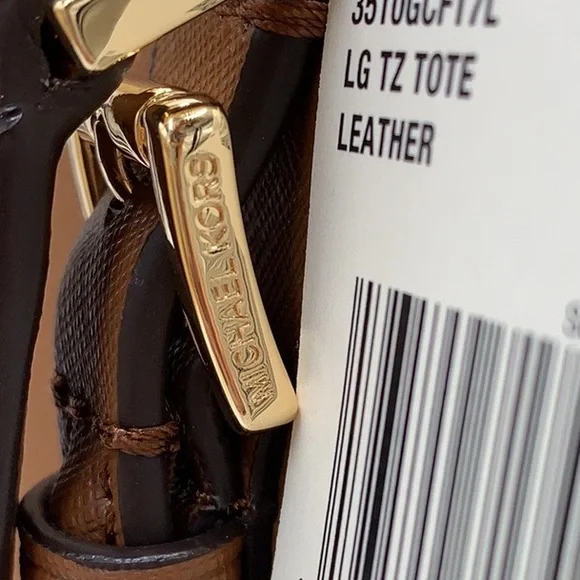 LG TZ TOTE
LEATHER
MICHAEL KORS